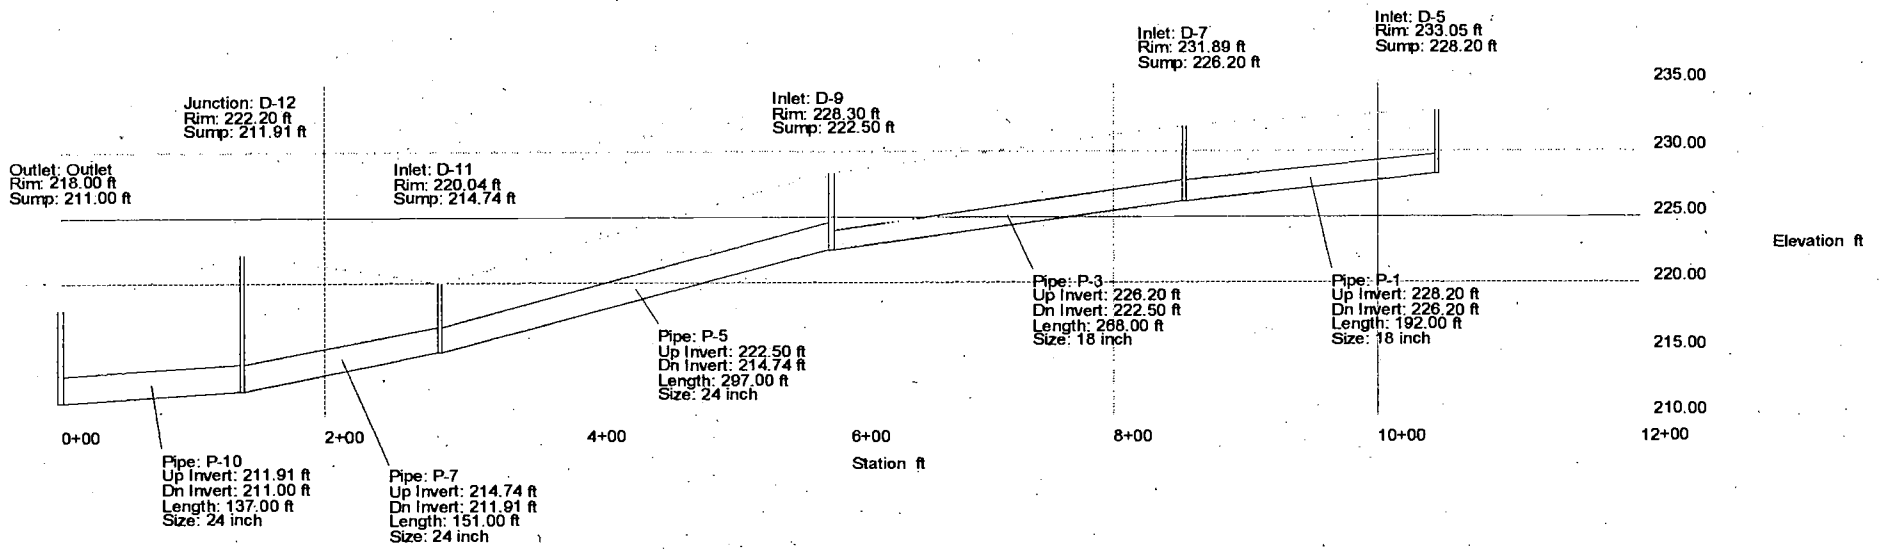 Inlet: D-5
Rim: 233.05 ft
Sump: 228.20 ft
Inlet: D-7
Rim: 231.89 ft
Sump: 226.20 ft
Inlet: D-9
Rim: 228.30 ft
Sump: 222.50 ft
Junction: D-12
Rim: 222.20 ft
Sump: 211.91 ft
Outlet: Outlet
Rim: 218.00 ft
Sump: 211.00 ft
Inlet: D-11
Rim: 220.04 ft
Sump: 214.74 ft
235.00
230.00
225.00
220.00
215.00
210.00
Elevation ft
Pipe: P-3
Up Invert: 226.20 ft
Dn Invert: 222.50 ft
Length: 268.00 ft
Size: 18 inch
Pipe: P-1
Up Invert: 228.20 ft
Dn Invert: 226.20 ft
Length: 192.00 ft
Size: 18 inch
Pipe: P-5
Up Invert: 222.50 ft
Dn Invert: 214.74 ft
Length: 297.00 ft
Size: 24 inch
0+00
2+00
4+00
6+00
8+00
10+00
12+00
Station ft
Pipe: P-10
Up Invert: 211.91 ft
Dn Invert: 211.00 ft
Length: 137.00 ft
Size: 24 inch
Pipe: P-7
Up Invert: 214.74 ft
Dn Invert: 211.91 ft
Length: 151.00 ft
Size: 24 inch